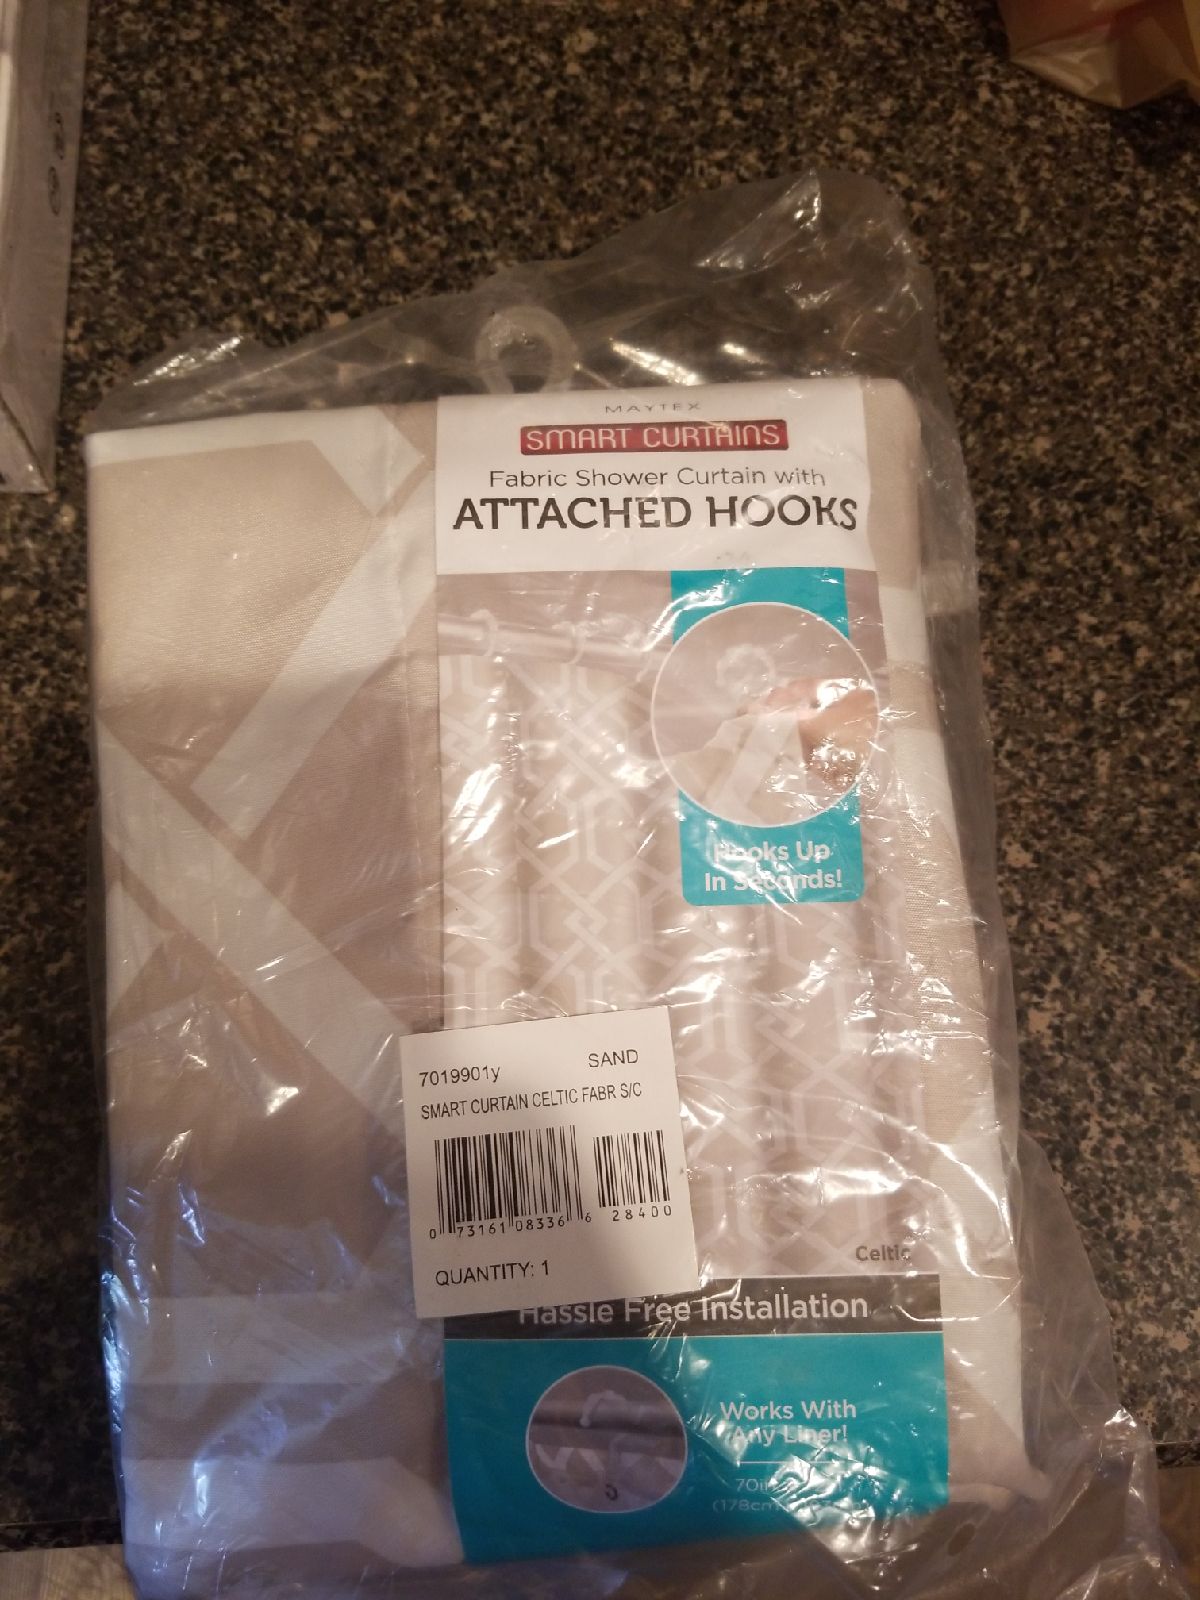 MAYTEX
SMART CURTAINS
Fabric Shower Curtain with
ATTACHED HOOKS
Hooks Up
In Seconds!
7019901y SAND
SMART CURTAIN CELTIC FABR S/C
0 73161 08336 6 28400
QUANTITY: 1
Celtic
Hassle Free Installation
Works With
Any Liner!
70in
(178cm